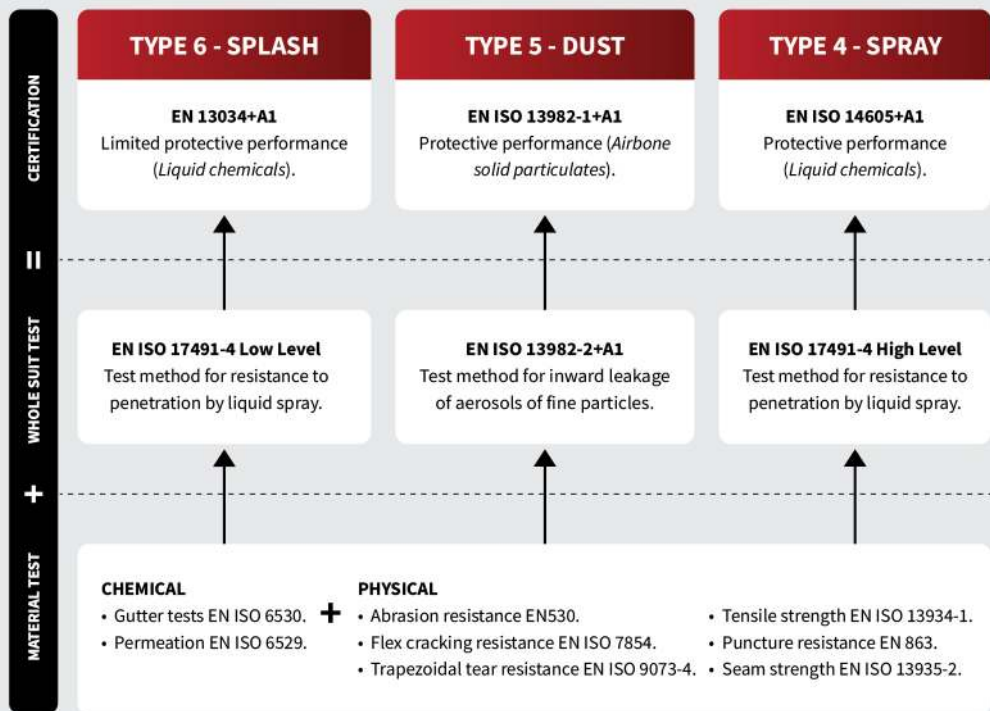 CERTIFICATION
TYPE 6 - SPLASH
EN 13034+A1
Limited protective performance
(Liquid chemicals).
TYPE 5 - DUST
EN ISO 13982-1+A1
Protective performance (Airbone
solid particulates).
TYPE 4 - SPRAY
EN ISO 14605+A1
Protective performance
(Liquid chemicals).
=
WHOLE SUIT TEST
EN ISO 17491-4 Low Level
Test method for resistance to
penetration by liquid spray.
EN ISO 13982-2+A1
Test method for inward leakage
of aerosols of fine particles.
EN ISO 17491-4 High Level
Test method for resistance to
penetration by liquid spray.
+
MATERIAL TEST
CHEMICAL
• Gutter tests EN ISO 6530.
• Permeation EN ISO 6529.
+
PHYSICAL
• Abrasion resistance EN530.
• Flex cracking resistance EN ISO 7854.
• Trapezoidal tear resistance EN ISO 9073-4.
• Tensile strength EN ISO 13934-1.
• Puncture resistance EN 863.
• Seam strength EN ISO 13935-2.